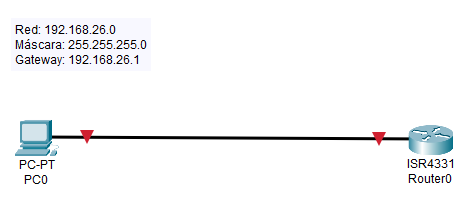 Red: 192.168.26.0
Máscara: 255.255.255.0
Gateway: 192.168.26.1
PC-PT
PC0
ISR4331
Router0